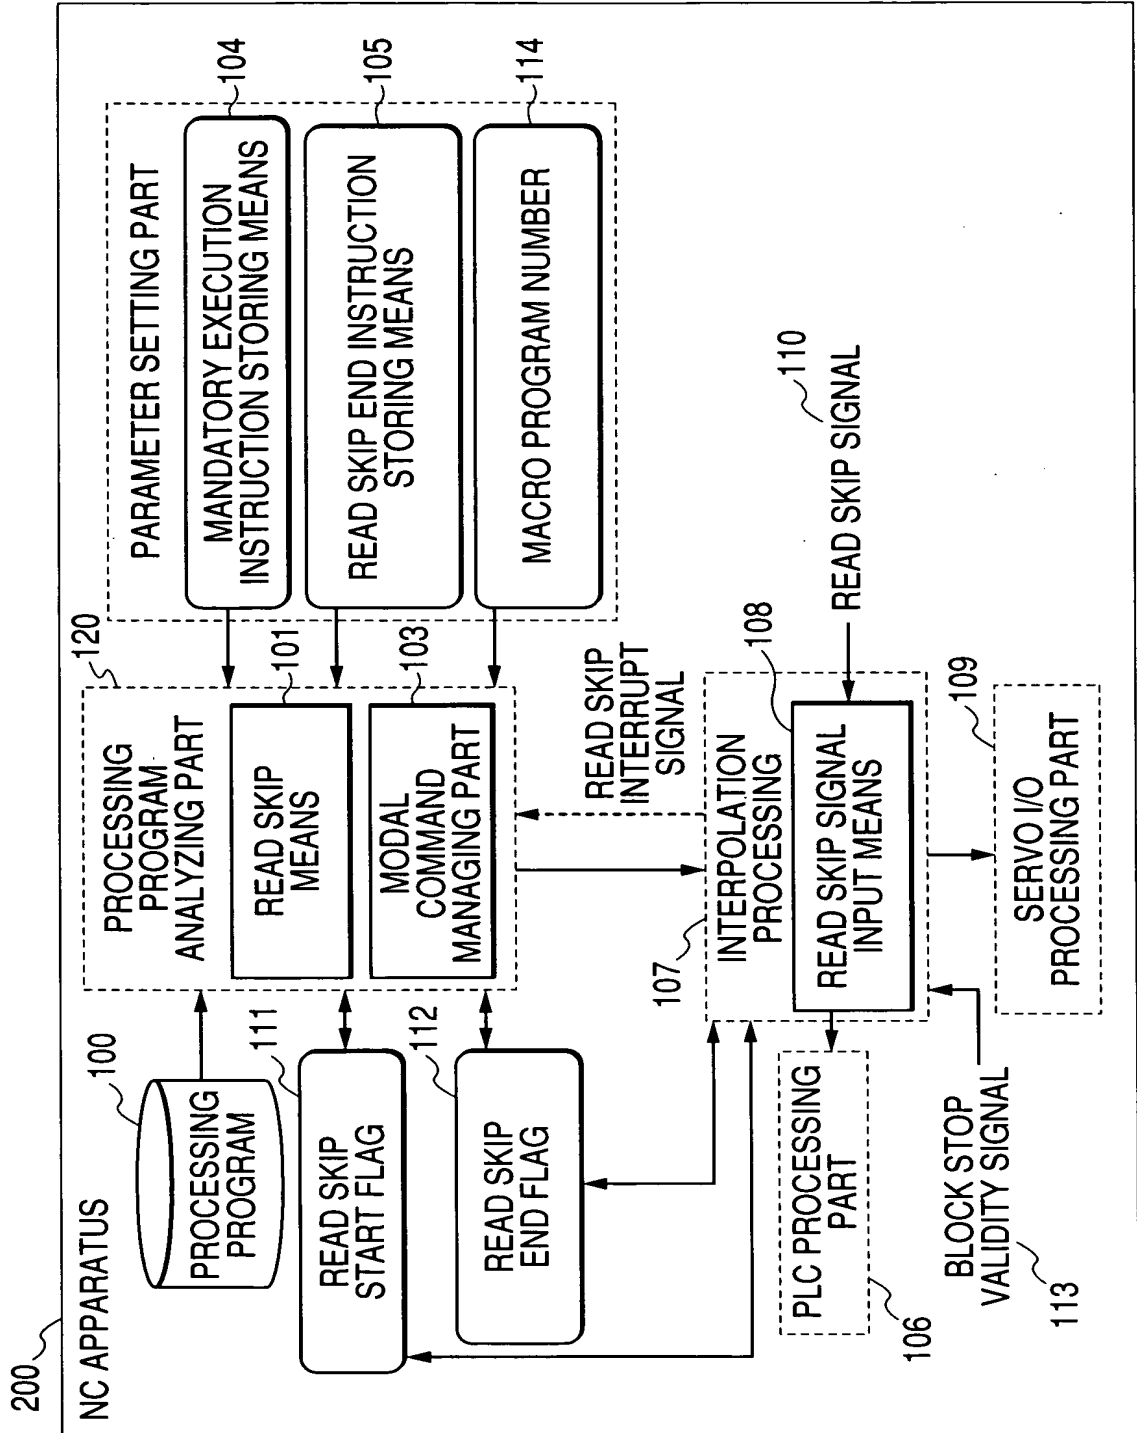 200
NC APPARATUS
100
PROCESSING
PROGRAM
120
PROCESSING
PROGRAM
ANALYZING PART
101
READ SKIP
MEANS
103
MODAL
COMMAND
MANAGING PART
PARAMETER SETTING PART
104
MANDATORY EXECUTION
INSTRUCTION STORING MEANS
105
READ SKIP END INSTRUCTION
STORING MEANS
114
MACRO PROGRAM NUMBER
111
READ SKIP
START FLAG
112
READ SKIP
END FLAG
READ SKIP
INTERRUPT
SIGNAL
107
INTERPOLATION
PROCESSING
108
READ SKIP SIGNAL
INPUT MEANS
110
READ SKIP SIGNAL
PLC PROCESSING
PART
106
BLOCK STOP
VALIDITY SIGNAL
113
109
SERVO I/O
PROCESSING PART